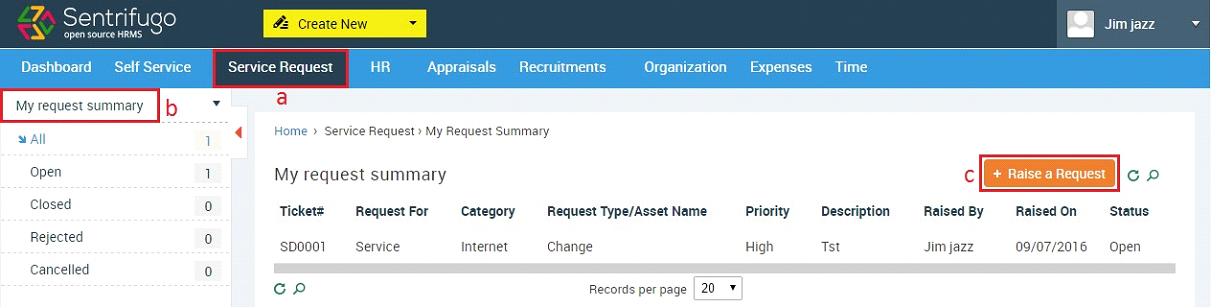 Sentrifugo
open source HRMS
Create New
Jim jazz
Dashboard Self Service Service Request HR Appraisals Recruitments Organization Expenses Time
a
My request summary
b
All 1
Open 1
Closed 0
Rejected 0
Cancelled 0
Home › Service Request › My Request Summary
My request summary
c
+ Raise a Request
Ticket# Request For Category Request Type/Asset Name Priority Description Raised By Raised On Status
SD0001 Service Internet Change High Tst Jim jazz 09/07/2016 Open
Records per page 20